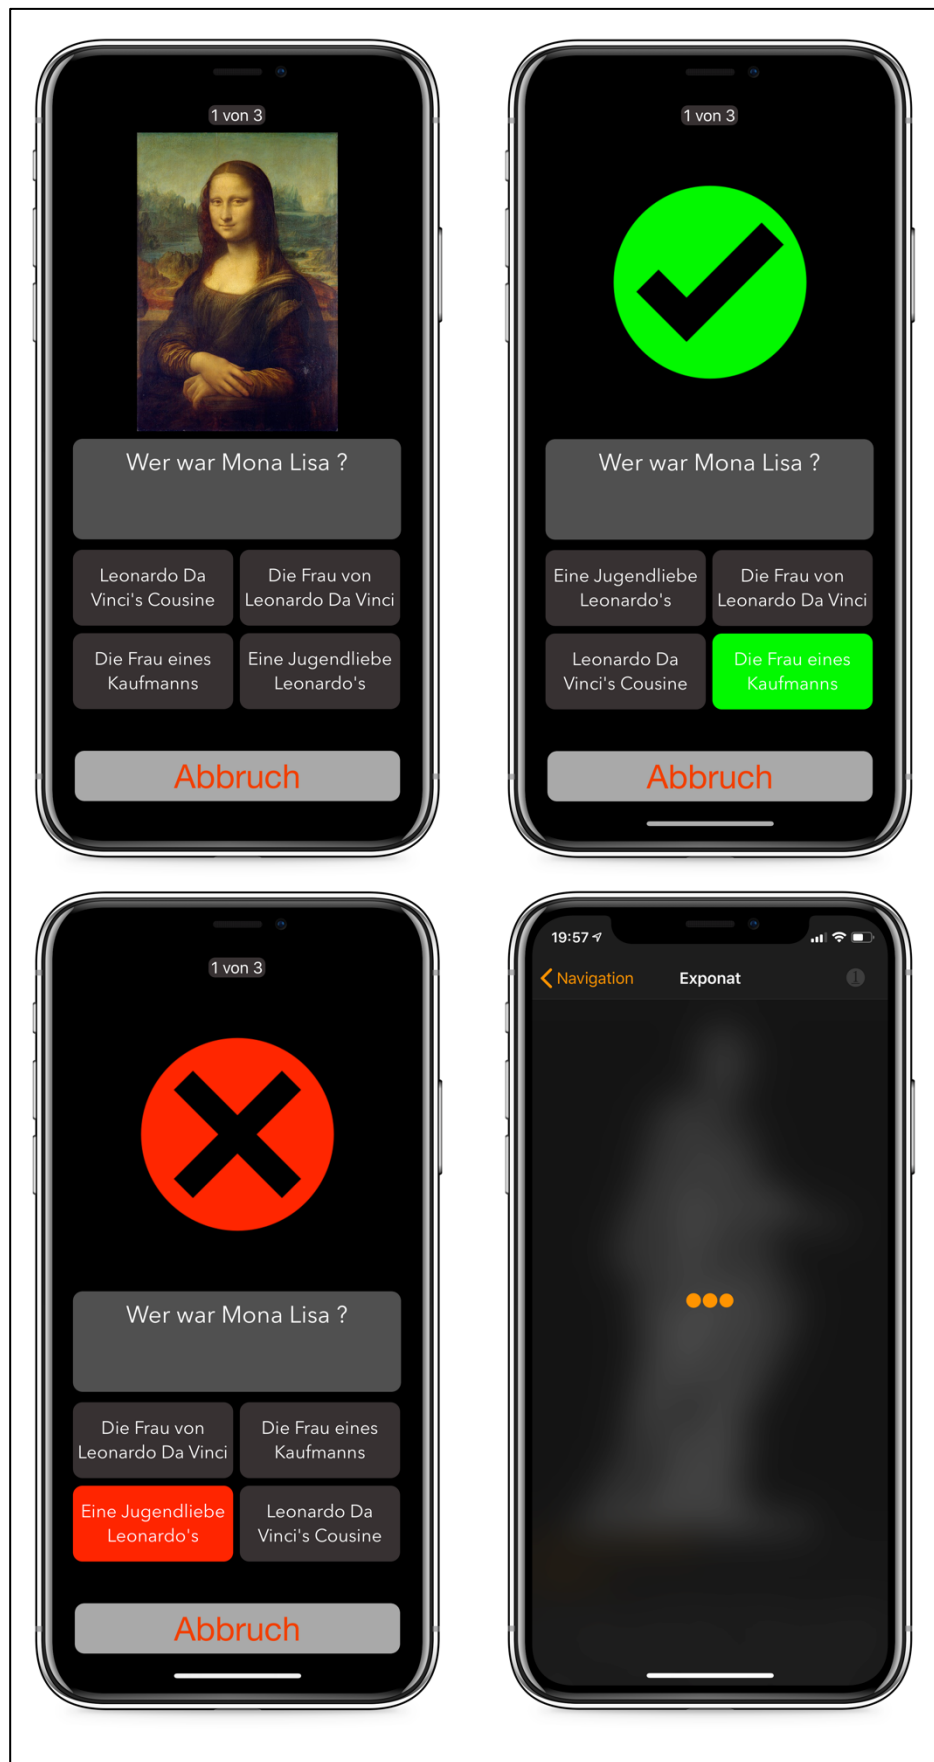 1 von 3
Wer war Mona Lisa ?
Leonardo Da
Vinci's Cousine
Die Frau von
Leonardo Da Vinci
Die Frau eines
Kaufmanns
Eine Jugendliebe
Leonardo's
Abbruch
1 von 3
Wer war Mona Lisa ?
Eine Jugendliebe
Leonardo's
Die Frau von
Leonardo Da Vinci
Leonardo Da
Vinci's Cousine
Die Frau eines
Kaufmanns
Abbruch
1 von 3
Wer war Mona Lisa ?
Die Frau von
Leonardo Da Vinci
Die Frau eines
Kaufmanns
Eine Jugendliebe
Leonardo's
Leonardo Da
Vinci's Cousine
Abbruch
19:57
Navigation
Exponat
1